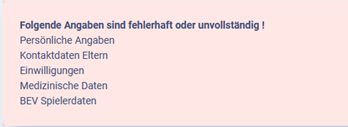 Folgende Angaben sind fehlerhaft oder unvollständig !
Persönliche Angaben
Kontaktdaten Eltern
Einwilligungen
Medizinische Daten
BEV Spielerdaten